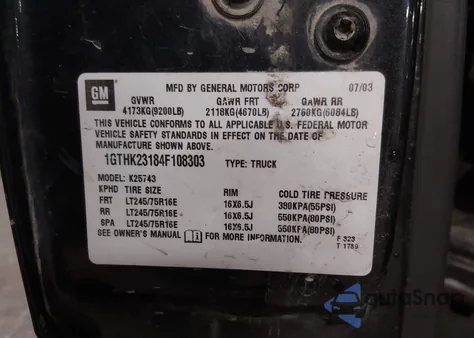 GM
MFD BY GENERAL MOTORS CORP 07/03
GVWR GAWR FRT GAWR RR
4173KG(9200LB) 2118KG(4670LB) 2760KG(6084LB)
THIS VEHICLE CONFORMS TO ALL APPLICABLE U.S. FEDERAL MOTOR
VEHICLE SAFETY STANDARDS IN EFFECT ON THE DATE OF
MANUFACTURE SHOWN ABOVE.
1GTHK23184F108303 TYPE: TRUCK
MODEL: K25743
KPHD TIRE SIZE RIM COLD TIRE PRESSURE
FRT LT245/75R16E 16X6.5J 380KPA(55PSI)
RR LT245/75R16E 16X6.5J 550KPA(80PSI)
SPA LT245/75R16E 16X6.5J 550KPA(80PSI)
SEE OWNER'S MANUAL FOR MORE INFORMATION.
F 323
T 1786
AutoSnap